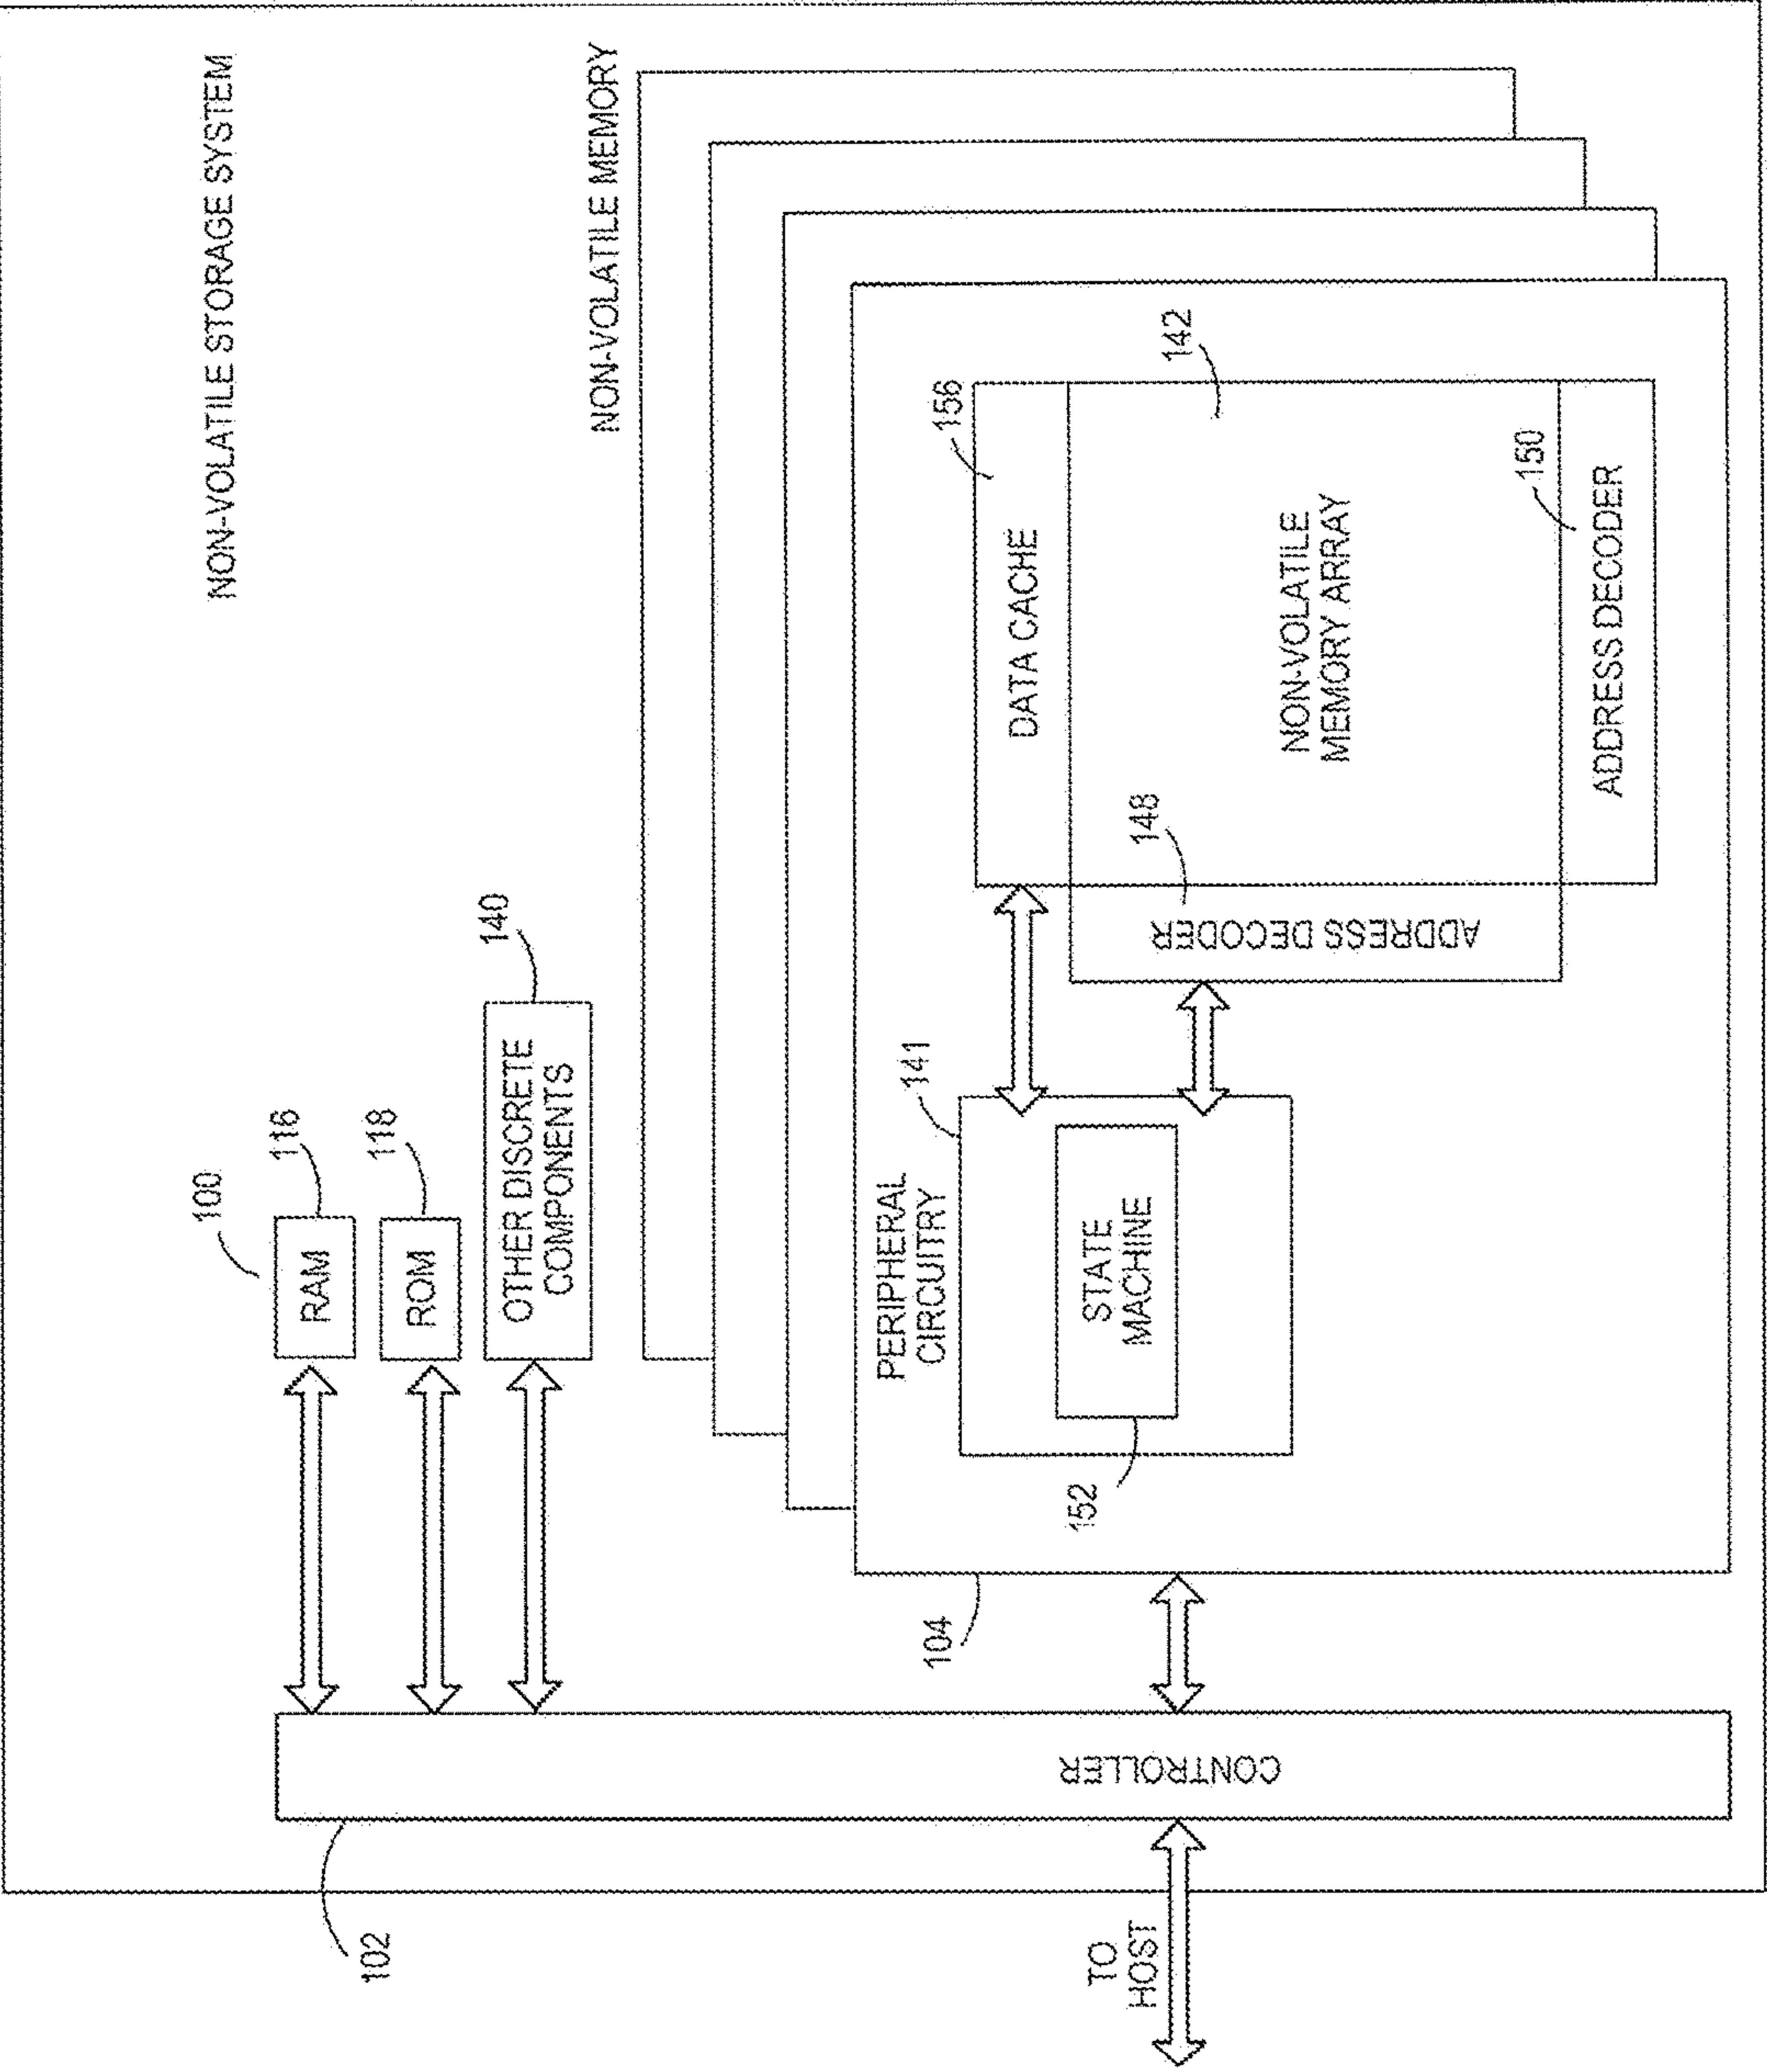 NON-VOLATILE STORAGE SYSTEM
100
116
RAM
118
ROM
140
OTHER DISCRETE
COMPONENTS
NON-VOLATILE MEMORY
102
CONTROLLER
TO
HOST
104
PERIPHERAL
CIRCUITRY
141
STATE
MACHINE
152
156
DATA CACHE
148
ADDRESS DECODER
142
NON-VOLATILE
MEMORY ARRAY
150
ADDRESS DECODER